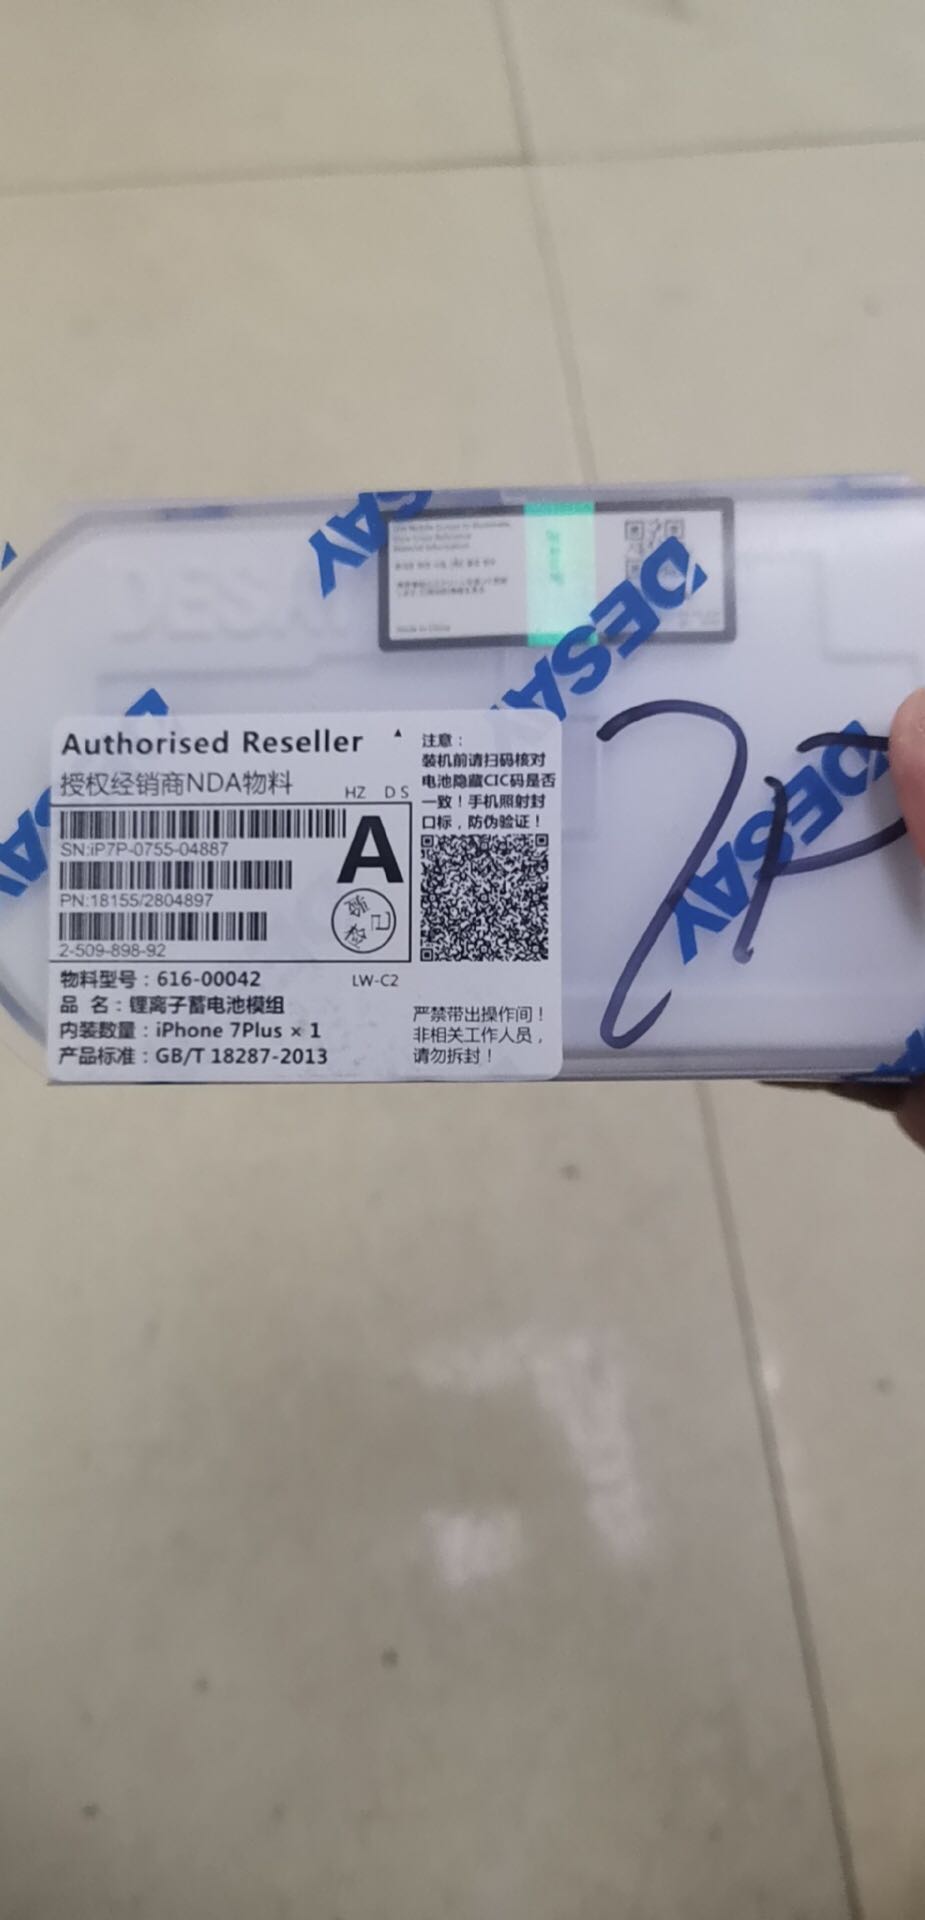 DESAY
Made in China
DESAY
Authorised Reseller
授权经销商NDA物料
HZ DS
SN:iP7P-0755-04887
A
PN:18155/2804897
2-509-898-92
物料型号：616-00042
LW-C2
品 名：锂离子蓄电池模组
内装数量：iPhone 7Plus × 1
产品标准：GB/T 18287-2013
注意：
装机前请扫码核对
电池隐藏CIC码是否
一致！手机照射封
口标，防伪验证！
严禁带出操作间！
非相关工作人员，
请勿拆封！
7P
DESAY